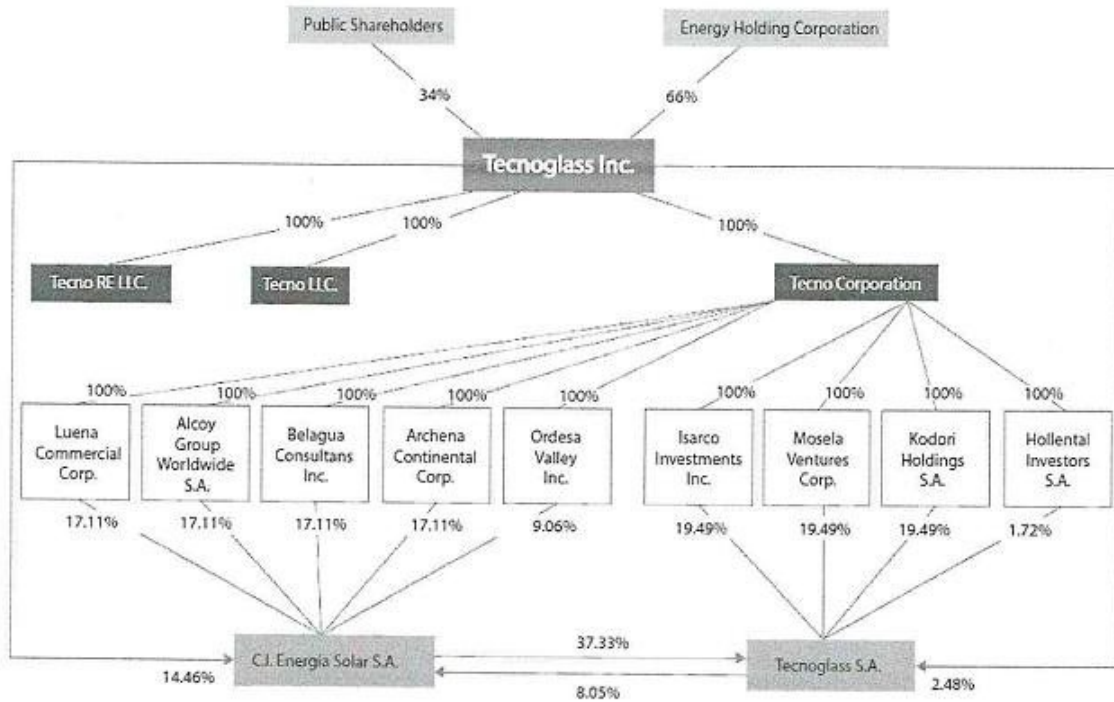 Public Shareholders
Energy Holding Corporation
34%
66%
Tecnoglass Inc.
100%
100%
100%
Tecno RE LLC.
Tecno LLC.
Tecno Corporation
100%
100%
100%
100%
100%
100%
100%
100%
100%
Luena
Commercial
Corp.
Alcoy
Group
Worldwide
S.A.
Belagua
Consultans
Inc.
Archena
Continental
Corp.
Ordesa
Valley
Inc.
Isarco
Investments
Inc.
Mosela
Ventures
Corp.
Kodori
Holdings
S.A.
Hollental
Investors
S.A.
17.11%
17.11%
17.11%
17.11%
9.06%
19.49%
19.49%
19.49%
1.72%
C.I. Energía Solar S.A.
37.33%
Tecnoglass S.A.
14.46%
8.05%
2.48%